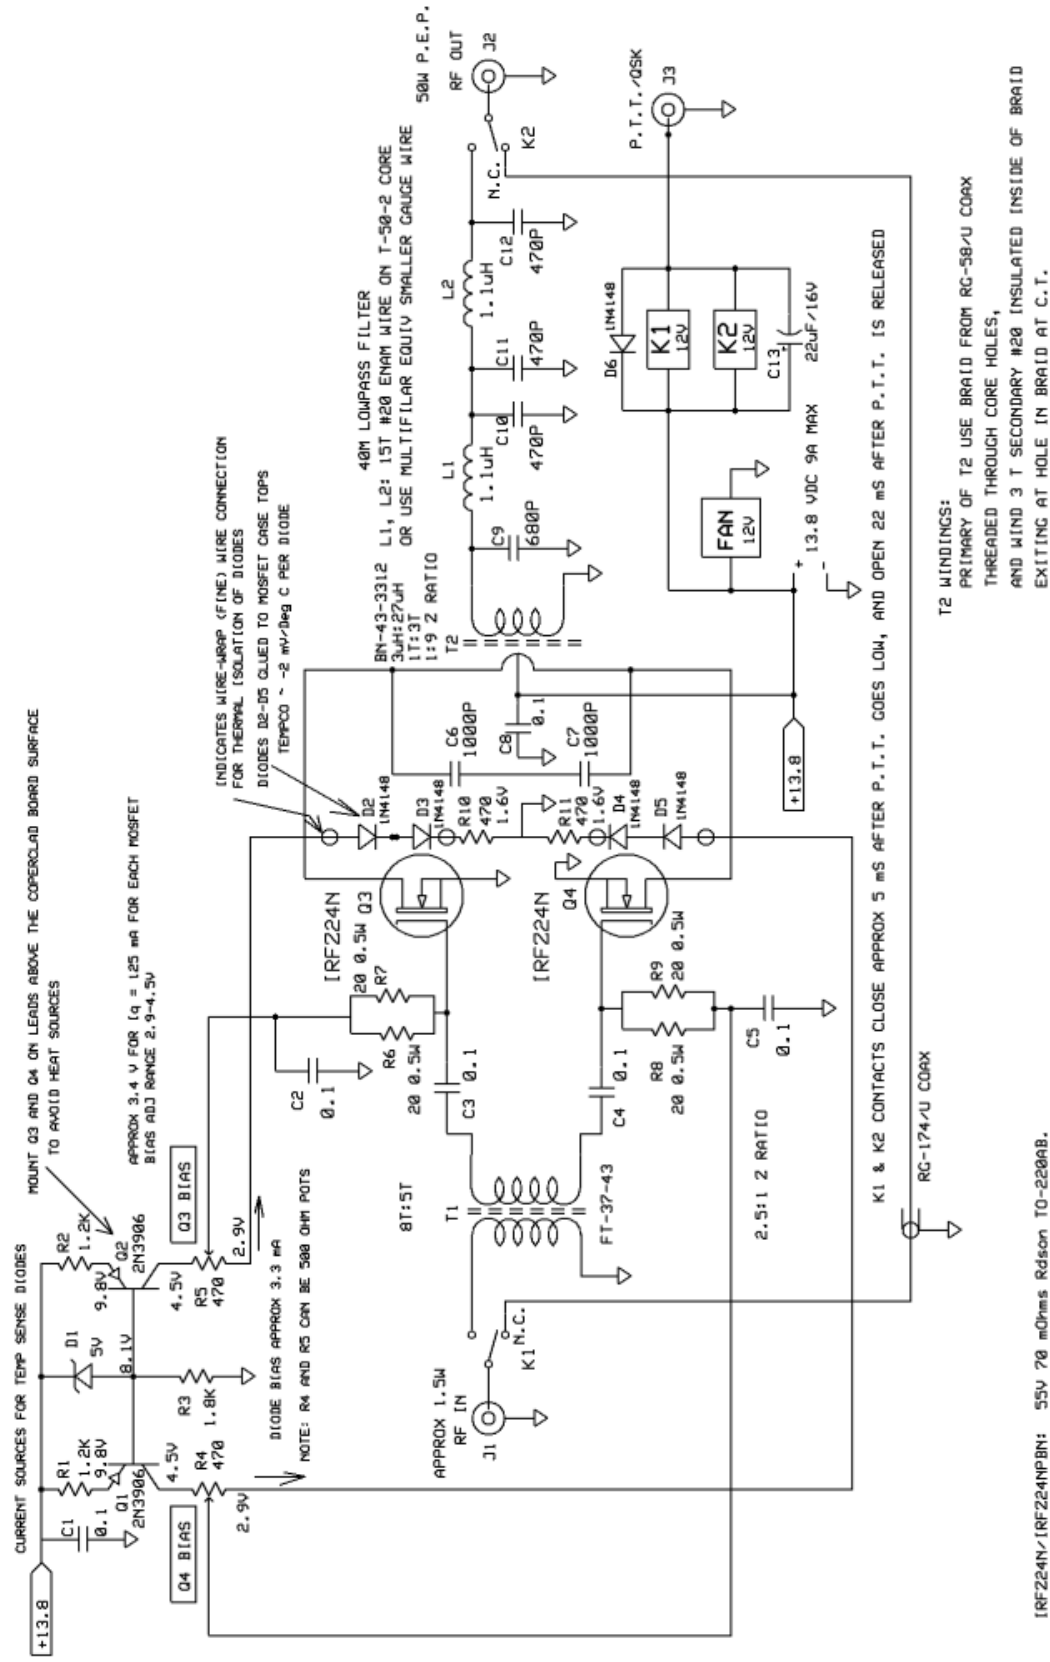 CURRENT SOURCES FOR TEMP SENSE DIODES
MOUNT Q3 AND Q4 ON LEADS ABOVE THE COPERCLAD BOARD SURFACE
TO AVOID HEAT SOURCES
+13.8
C1
0.1
R1
1.2K
9.8V
Q1
2N3906
4.5V
D1
5V
8.1V
R2
1.2K
9.8V
Q2
2N3906
4.5V
R3
1.8K
Q4 BIAS
R4
470
2.9V
Q3 BIAS
R5
470
2.9V
APPROX 3.4 V FOR Iq = 125 mA FOR EACH MOSFET
BIAS ADJ RANGE 2.9-4.5V
DIODE BIAS APPROX 3.3 mA
NOTE: R4 AND R5 CAN BE 500 OHM POTS
INDICATES WIRE-WRAP (FINE) WIRE CONNECTION
FOR THERMAL ISOLATION OF DIODES
DIODES D2-D5 GLUED TO MOSFET CASE TOPS
TEMPCO ~ -2 mV/Deg C PER DIODE
C2
0.1
R6
20 0.5W
R7
20 0.5W
IRFZ24N
Q3
D2
1N4148
D3
1N4148
R10
470
1.6V
R11
470
1.6V
D4
1N4148
D5
1N4148
C6
1000P
C7
1000P
C8
0.1
BN-43-3312
3uH:27uH
1T:3T
1:9 Z RATIO
T2
40M LOWPASS FILTER
L1, L2: 15T #20 ENAM WIRE ON T-50-2 CORE
OR USE MULTIFILAR EQUIV SMALLER GAUGE WIRE
C9
680P
L1
1.1uH
C10
470P
C11
470P
L2
1.1uH
C12
470P
N.C.
K2
50W P.E.P.
RF OUT
J2
APPROX 1.5W
RF IN
J1
K1
N.C.
8T:5T
T1
FT-37-43
2.5:1 Z RATIO
C3
0.1
C4
0.1
IRFZ24N
Q4
R8
20 0.5W
R9
20 0.5W
C5
0.1
+13.8
FAN
12V
+ 13.8 VDC 9A MAX
-
D6
1N4148
K1
12V
K2
12V
C13
+
22uF/16V
P.T.T./QSK
J3
K1 & K2 CONTACTS CLOSE APPROX 5 mS AFTER P.T.T. GOES LOW, AND OPEN 22 mS AFTER P.T.T. IS RELEASED
RG-174/U COAX
T2 WINDINGS:
PRIMARY OF T2 USE BRAID FROM RG-58/U COAX
THREADED THROUGH CORE HOLES,
AND WIND 3 T SECONDARY #20 INSULATED INSIDE OF BRAID
EXITING AT HOLE IN BRAID AT C.T.
IRFZ24N/IRFZ24NPBN: 55V 70 mOhms Rdson TO-220AB.